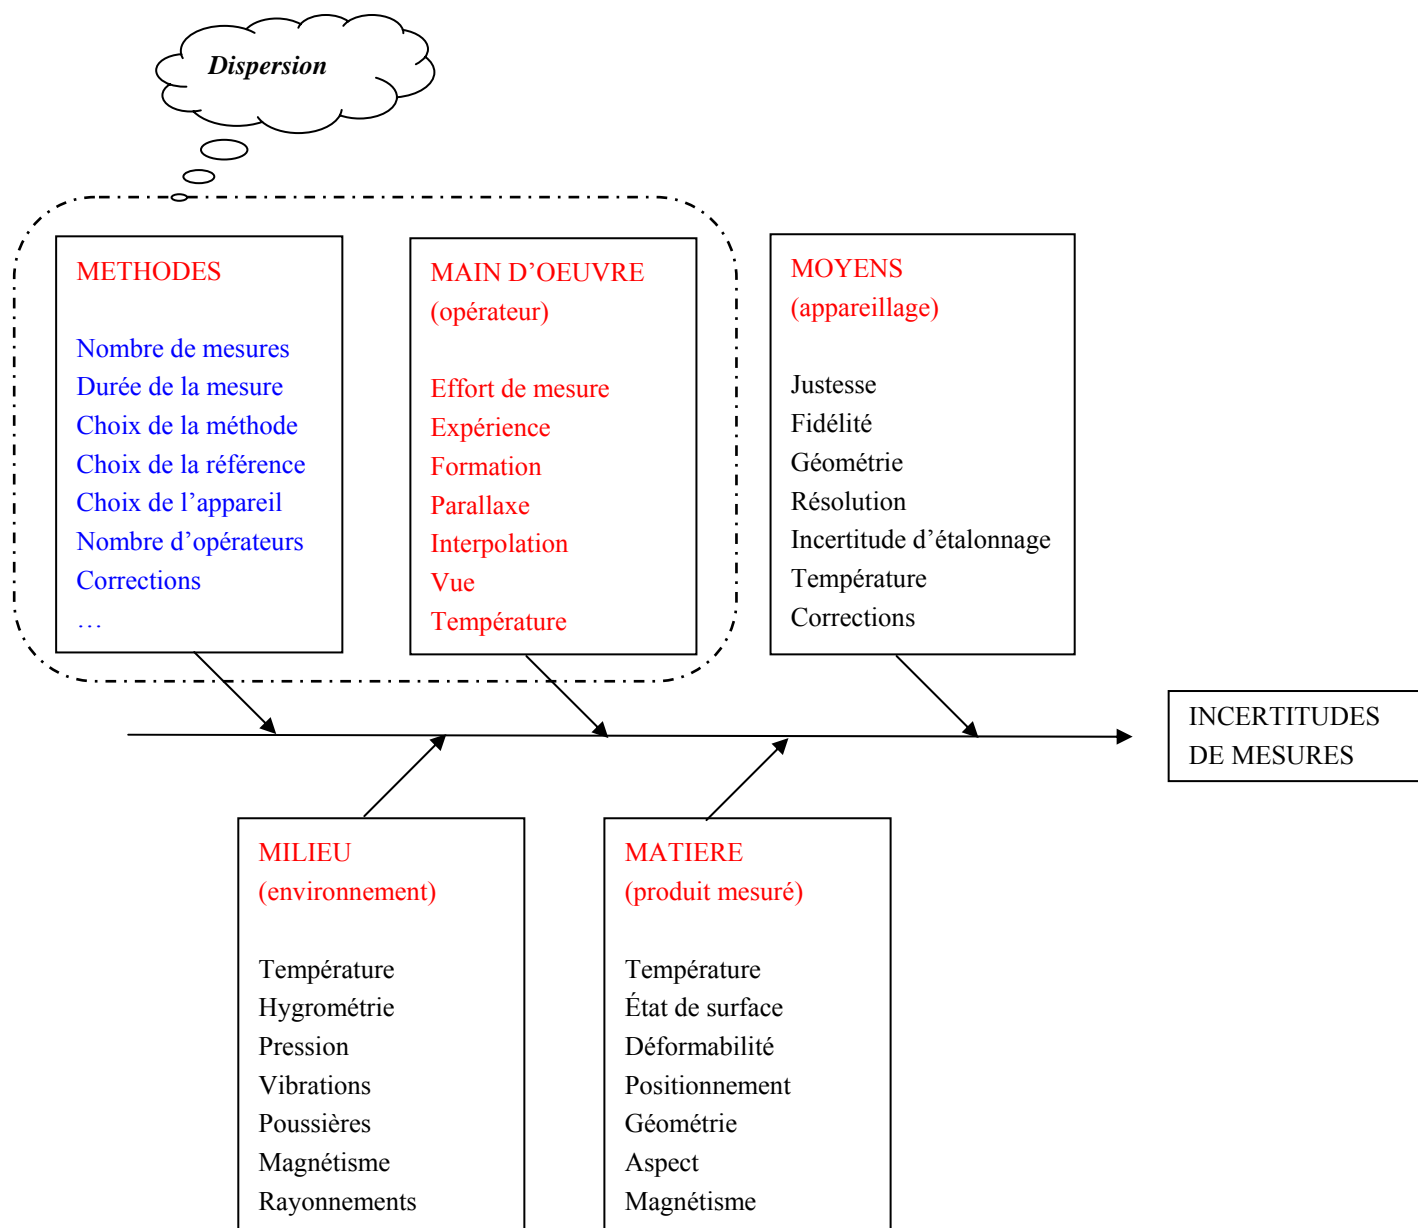 Dispersion
METHODES
Nombre de mesures
Durée de la mesure
Choix de la méthode
Choix de la référence
Choix de l’appareil
Nombre d’opérateurs
Corrections
…
MAIN D’OEUVRE
(opérateur)
Effort de mesure
Expérience
Formation
Parallaxe
Interpolation
Vue
Température
MOYENS
(appareillage)
Justesse
Fidélité
Géométrie
Résolution
Incertitude d’étalonnage
Température
Corrections
INCERTITUDES
DE MESURES
MILIEU
(environnement)
Température
Hygrométrie
Pression
Vibrations
Poussières
Magnétisme
Rayonnements
MATIERE
(produit mesuré)
Température
État de surface
Déformabilité
Positionnement
Géométrie
Aspect
Magnétisme